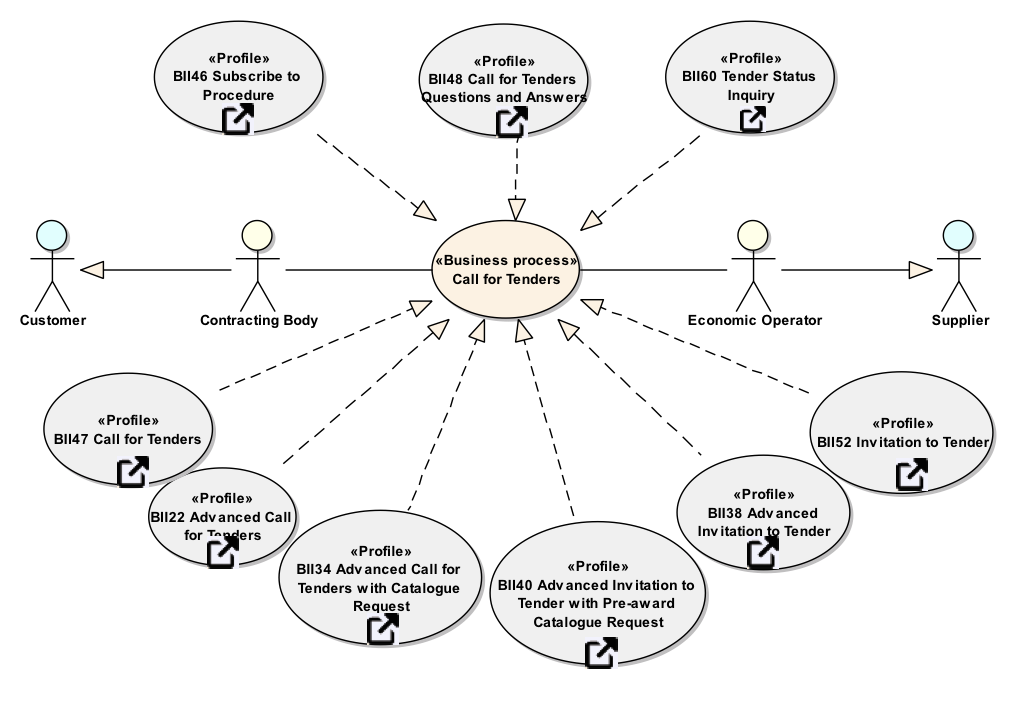 «Profile»
BII46 Subscribe to
Procedure
«Profile»
BII48 Call for Tenders
Questions and Answers
«Profile»
BII60 Tender Status
Inquiry
«Business process»
Call for Tenders
Customer
Contracting Body
Economic Operator
Supplier
«Profile»
BII47 Call for Tenders
«Profile»
BII22 Advanced Call
for Tenders
«Profile»
BII34 Advanced Call for
Tenders with Catalogue
Request
«Profile»
BII40 Advanced Invitation to
Tender with Pre-award
Catalogue Request
«Profile»
BII38 Advanced
Invitation to Tender
«Profile»
BII52 Invitation to Tender